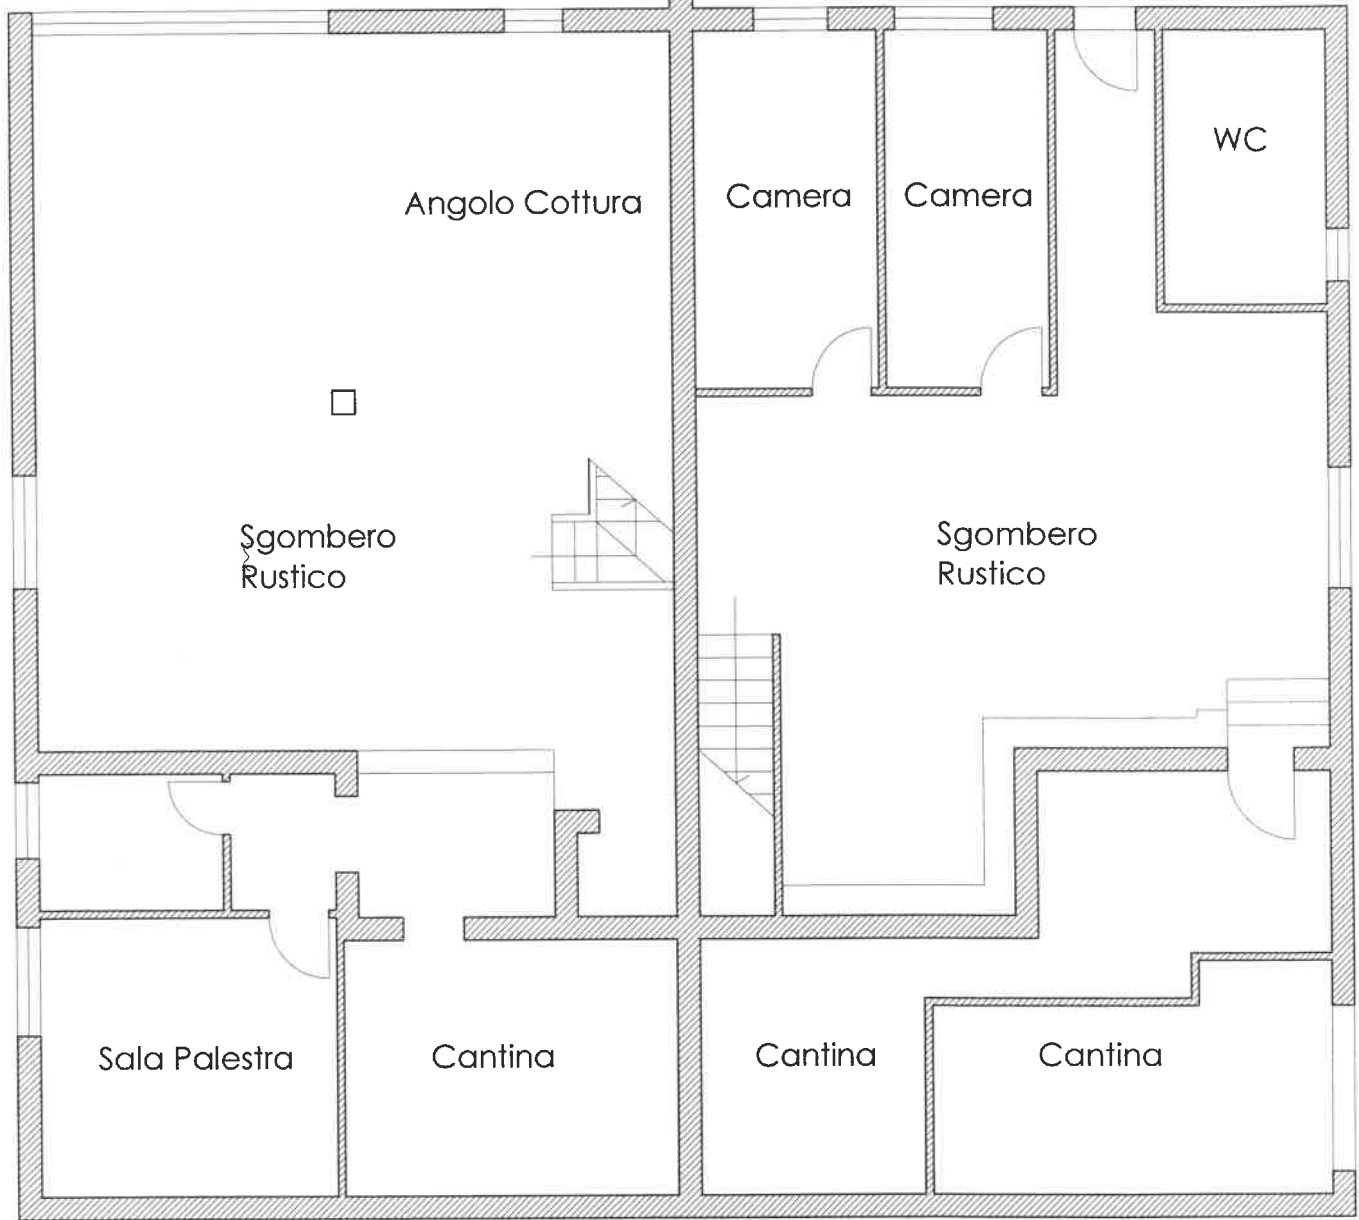 WC
Angolo Cottura
Camera
Camera
Sgombero
Rustico
Sgombero
Rustico
Sala Palestra
Cantina
Cantina
Cantina